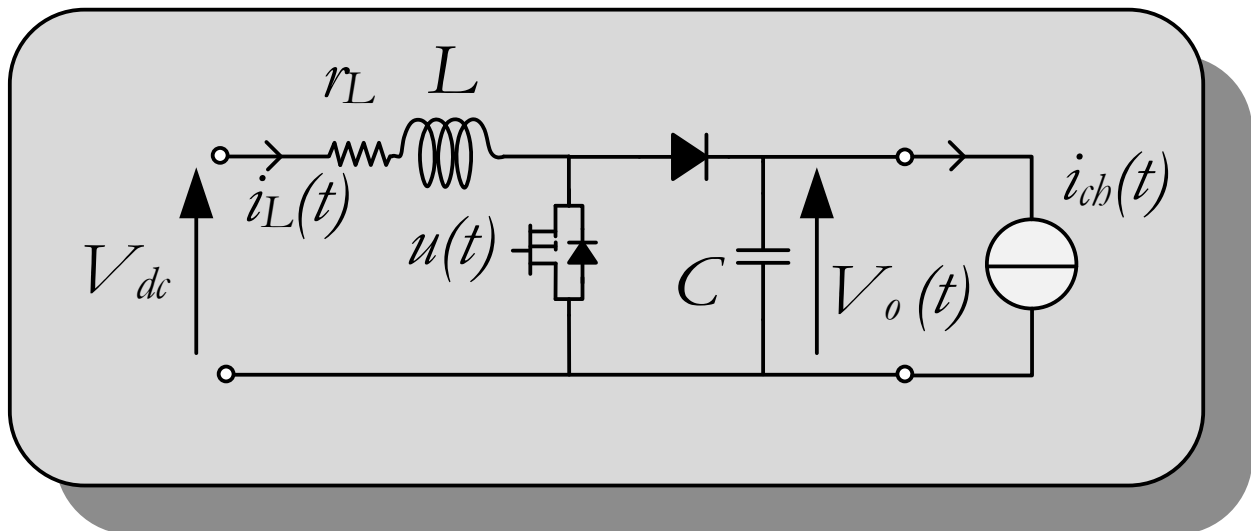 r_L L
i_L(t)
i_ch(t)
u(t)
V_dc
C
V_o (t)